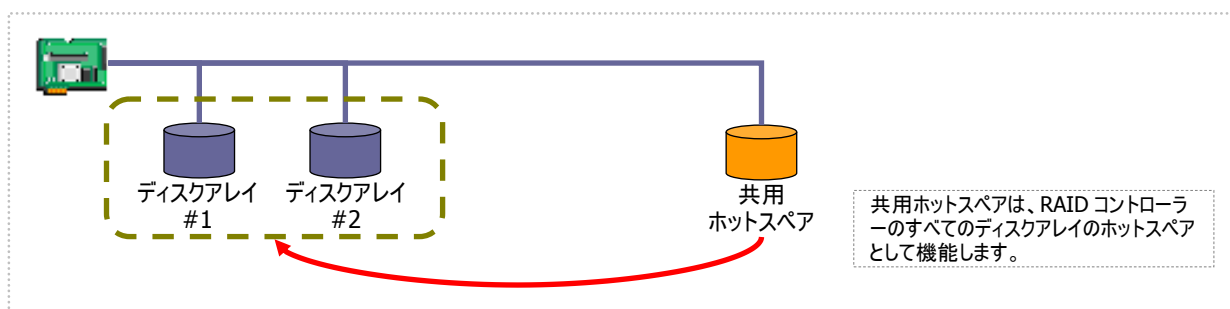 ディスクアレイ
#1
ディスクアレイ
#2
共用
ホットスペア
共用ホットスペアは、RAID コントローラ
ーのすべてのディスクアレイのホットスペア
として機能します。